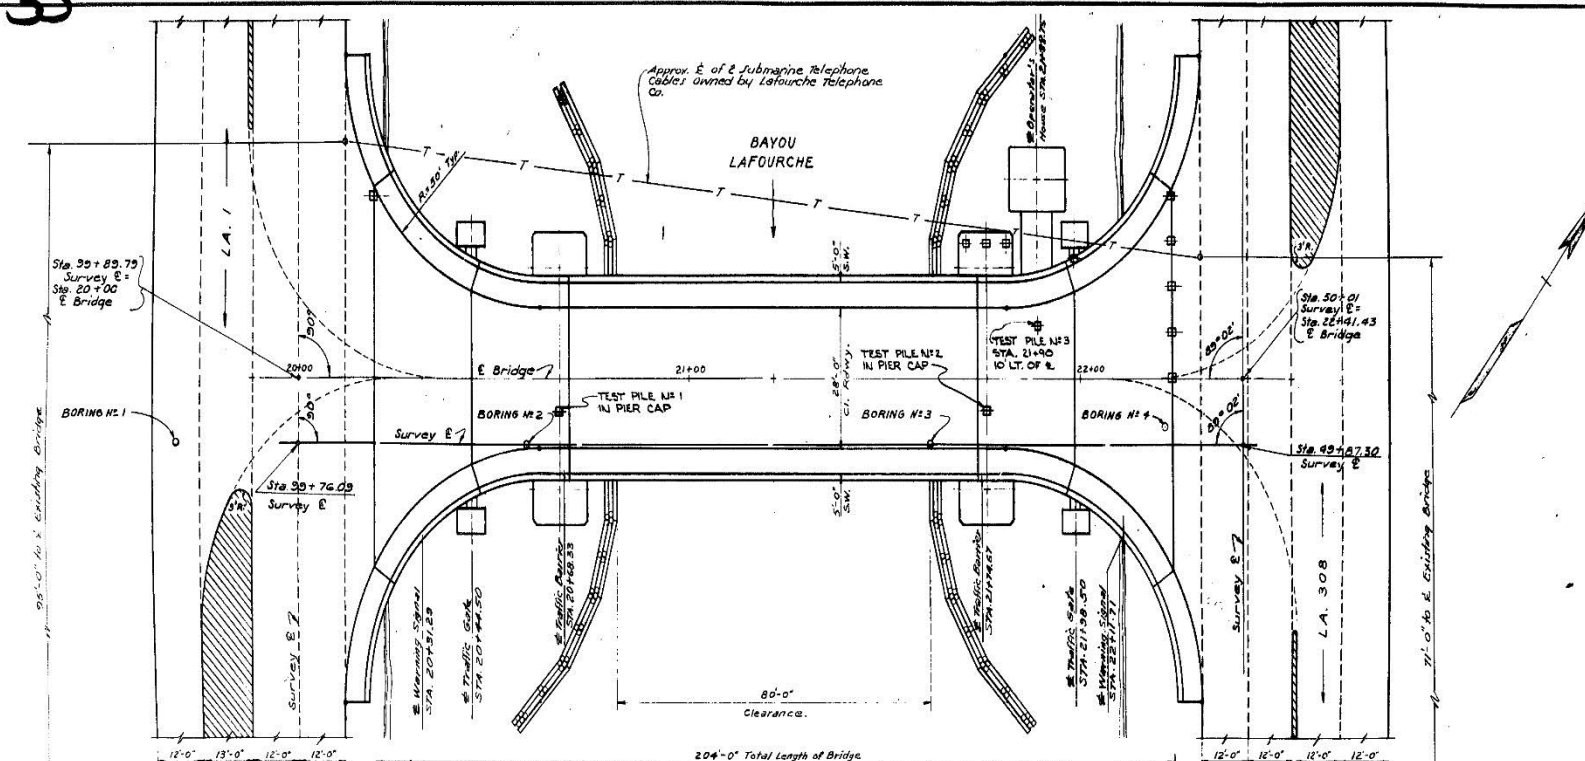 33
Approx. ℄ of 2 Submarine Telephone
Cables owned by Lafourche Telephone
Co.
BAYOU
LAFOURCHE
℄ Operator's
House
LA. 1
T
T
T
T
T
T
T
R=50' Typ.
Sta. 99+89.79
Survey ℄ =
Sta. 20+00
℄ Bridge
90°
90°
20+00
5'-0"
S.W.
3'R.
Sta. 50+01
Survey ℄ =
Sta. 22+41.43
℄ Bridge
89°02'
89°02'
TEST PILE Nº 3
STA. 21+90
10' LT. OF ℄
TEST PILE Nº 2
IN PIER CAP
℄ Bridge
21+00
28'-0"
Cl. Rdwy.
22+00
TEST PILE Nº 1
IN PIER CAP
BORING Nº 1
BORING Nº 2
BORING Nº 3
BORING Nº 4
Survey ℄
Sta. 49+87.30
Survey ℄
Sta. 99+76.09
Survey ℄
3'R.
5'-0"
S.W.
95'-0" to ℄ Existing Bridge
71'-0" to ℄ Existing Bridge
Survey ℄
℄ Warning Signal
STA. 20+31.29
℄ Traffic Gate
STA. 20+44.50
℄ Traffic Barrier
STA. 20+68.33
℄ Traffic Barrier
STA. 21+74.67
℄ Traffic Gate
STA. 21+98.50
℄ Warning Signal
STA. 22+11.71
Survey ℄
LA. 308
80'-0"
Clearance.
12'-0" 13'-0" 12'-0" 12'-0"
204'-0" Total Length of Bridge
12'-0" 12'-0" 12'-0" 12'-0"